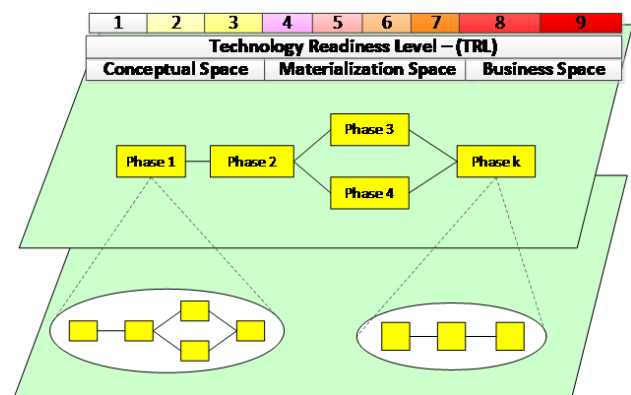 1 2 3 4 5 6 7 8 9
Technology Readiness Level – (TRL)
Conceptual Space Materialization Space Business Space
Phase 3
Phase 1 Phase 2 Phase k
Phase 4